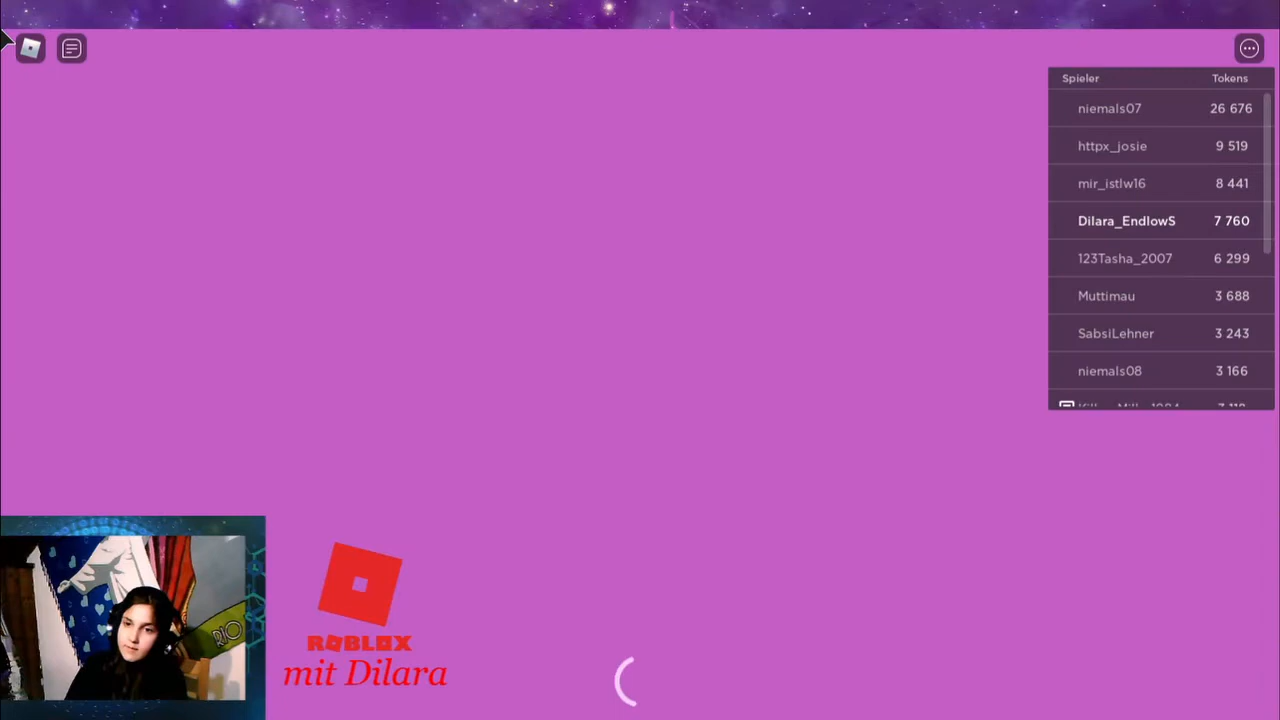 Spieler Tokens
niemals07 26 676
httpx_josie 9 519
mir_istlw16 8 441
Dilara_EndlowS 7 760
123Tasha_2007 6 299
Muttimau 3 688
SabsiLehner 3 243
niemals08 3 166
RIO
ROBLOX
mit Dilara